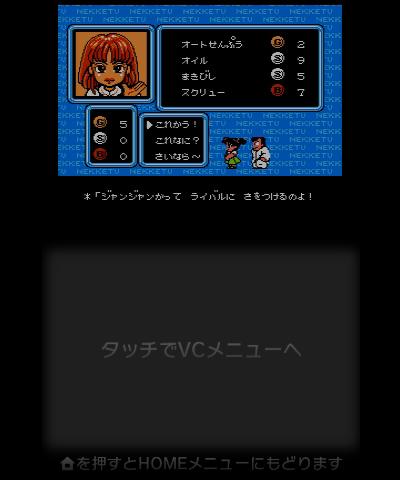 NEKKETU
オートせんぷう G 2
オイル S 9
まきびし S 5
スクリュー B 7
G 5
S 0
B 0
▶これかう!
これなに?
さいなら~
*「ジャンジャンかって ライバルに さをつけるのよ!
タッチでVCメニューへ
を押すとHOMEメニューにもどります